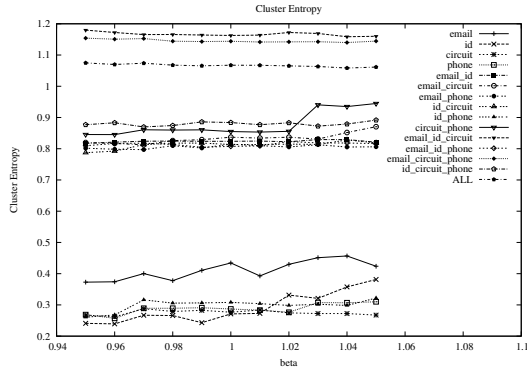 Cluster Entropy
1.2
1.1
1
0.9
0.8
0.7
0.6
0.5
0.4
0.3
0.2
Cluster Entropy
0.94
0.96
0.98
1
1.02
1.04
1.06
1.08
1.1
beta
email
id
circuit
phone
email_id
email_circuit
email_phone
id_circuit
id_phone
circuit_phone
email_id_circuit
email_id_phone
email_circuit_phone
id_circuit_phone
ALL